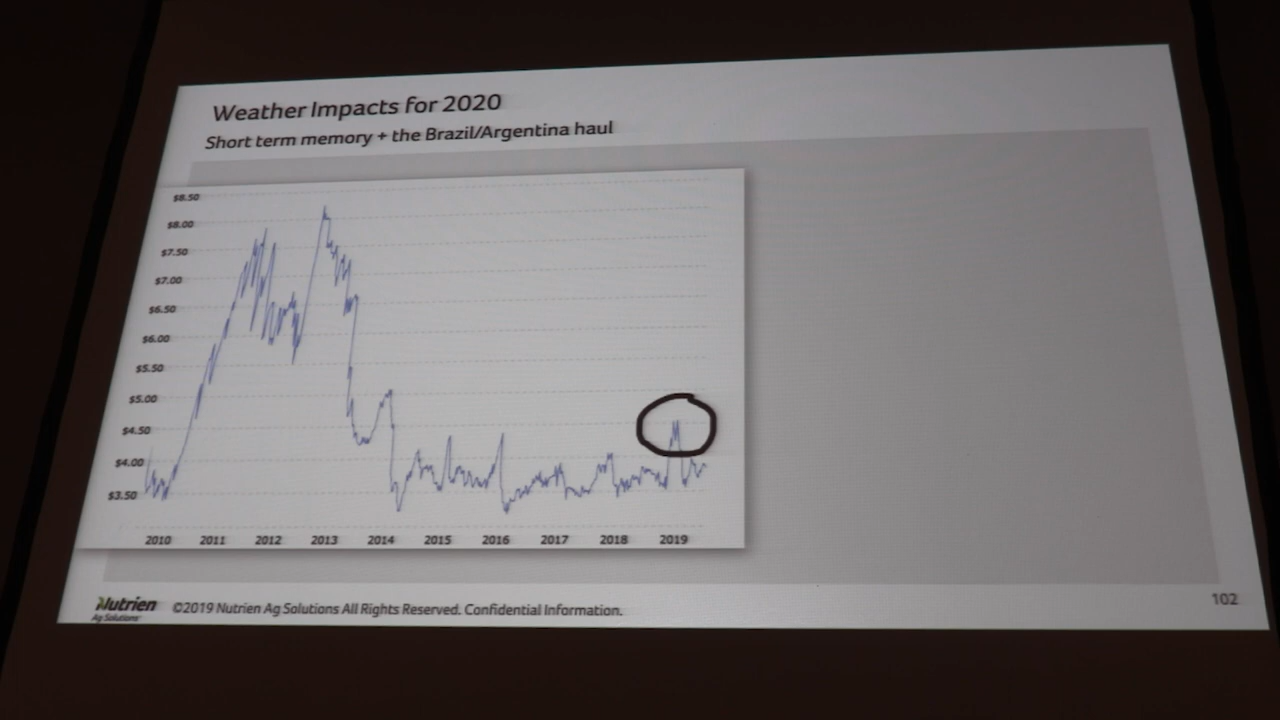 Weather Impacts for 2020
Short term memory + the Brazil/Argentina haul
$8.50
$8.00
$7.50
$7.00
$6.50
$6.00
$5.50
$5.00
$4.50
$4.00
$3.50
2010 2011 2012 2013 2014 2015 2016 2017 2018 2019
Nutrien
Ag Solutions
©2019 Nutrien Ag Solutions All Rights Reserved. Confidential Information.
102